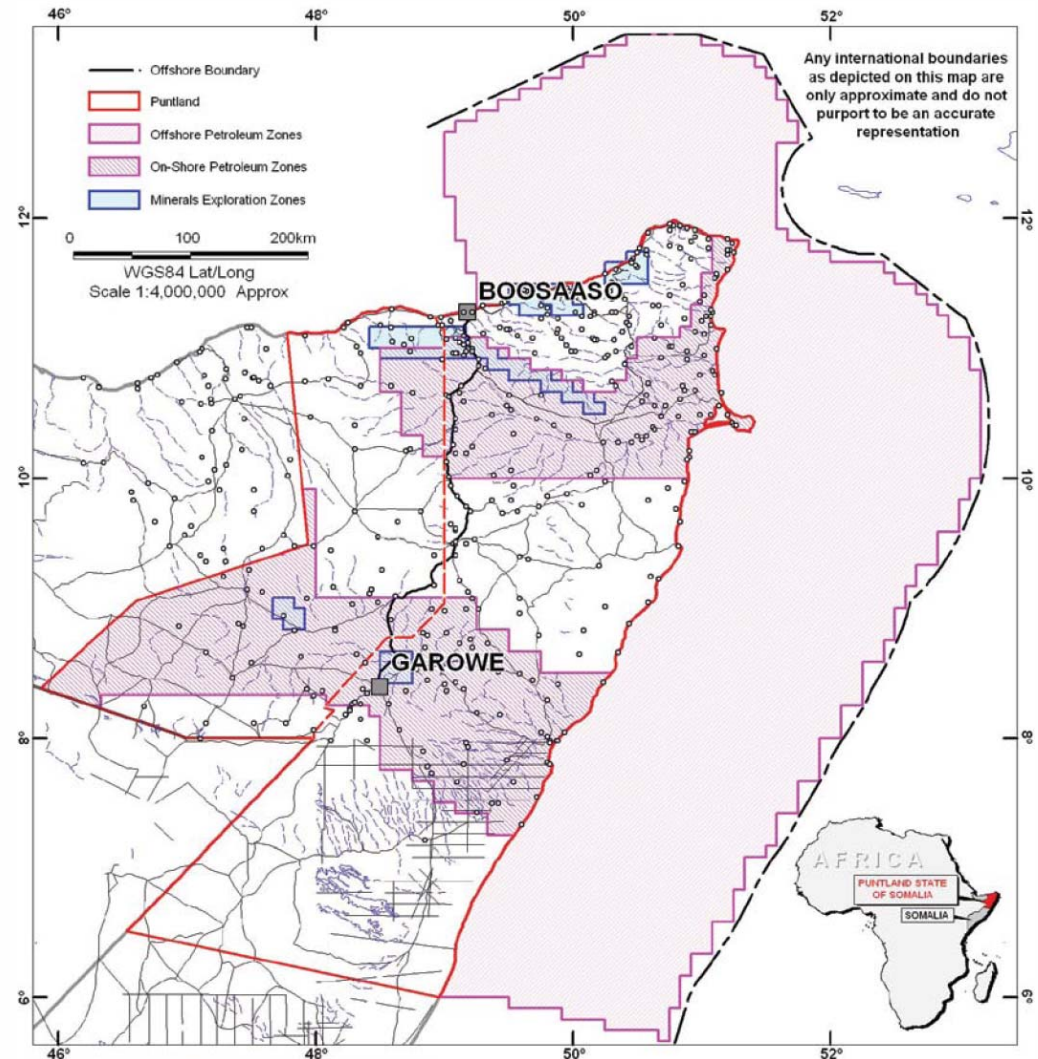 46°
48°
50°
52°
Offshore Boundary
Puntland
Offshore Petroleum Zones
On-Shore Petroleum Zones
Minerals Exploration Zones
0 100 200km
WGS84 Lat/Long
Scale 1:4,000,000 Approx
Any international boundaries
as depicted on this map are
only approximate and do not
purport to be an accurate
representation
12°
12°
BOOSAASO
10°
10°
GAROWE
8°
8°
AFRICA
PUNTLAND STATE
OF SOMALIA
SOMALIA
6°
6°
46°
48°
50°
52°